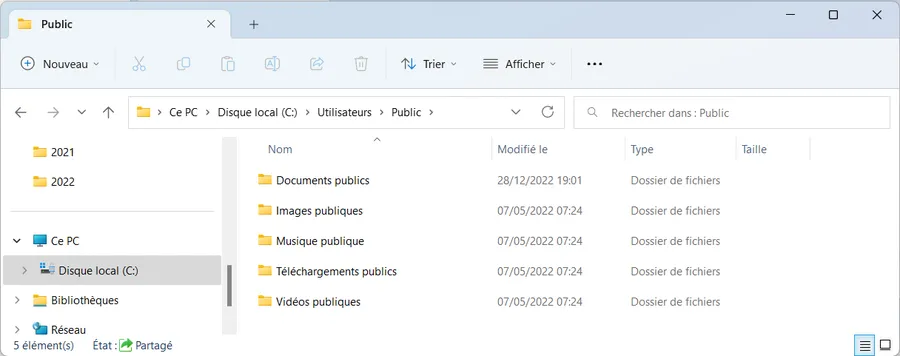 Public
Nouveau Trier Afficher
Ce PC Disque local (C:) Utilisateurs Public Rechercher dans : Public
2021
2022
Ce PC
Disque local (C:)
Bibliothèques
Réseau
Nom Modifié le Type Taille
Documents publics 28/12/2022 19:01 Dossier de fichiers
Images publiques 07/05/2022 07:24 Dossier de fichiers
Musique publique 07/05/2022 07:24 Dossier de fichiers
Téléchargements publics 07/05/2022 07:24 Dossier de fichiers
Vidéos publiques 07/05/2022 07:24 Dossier de fichiers
5 élément(s) État : Partagé